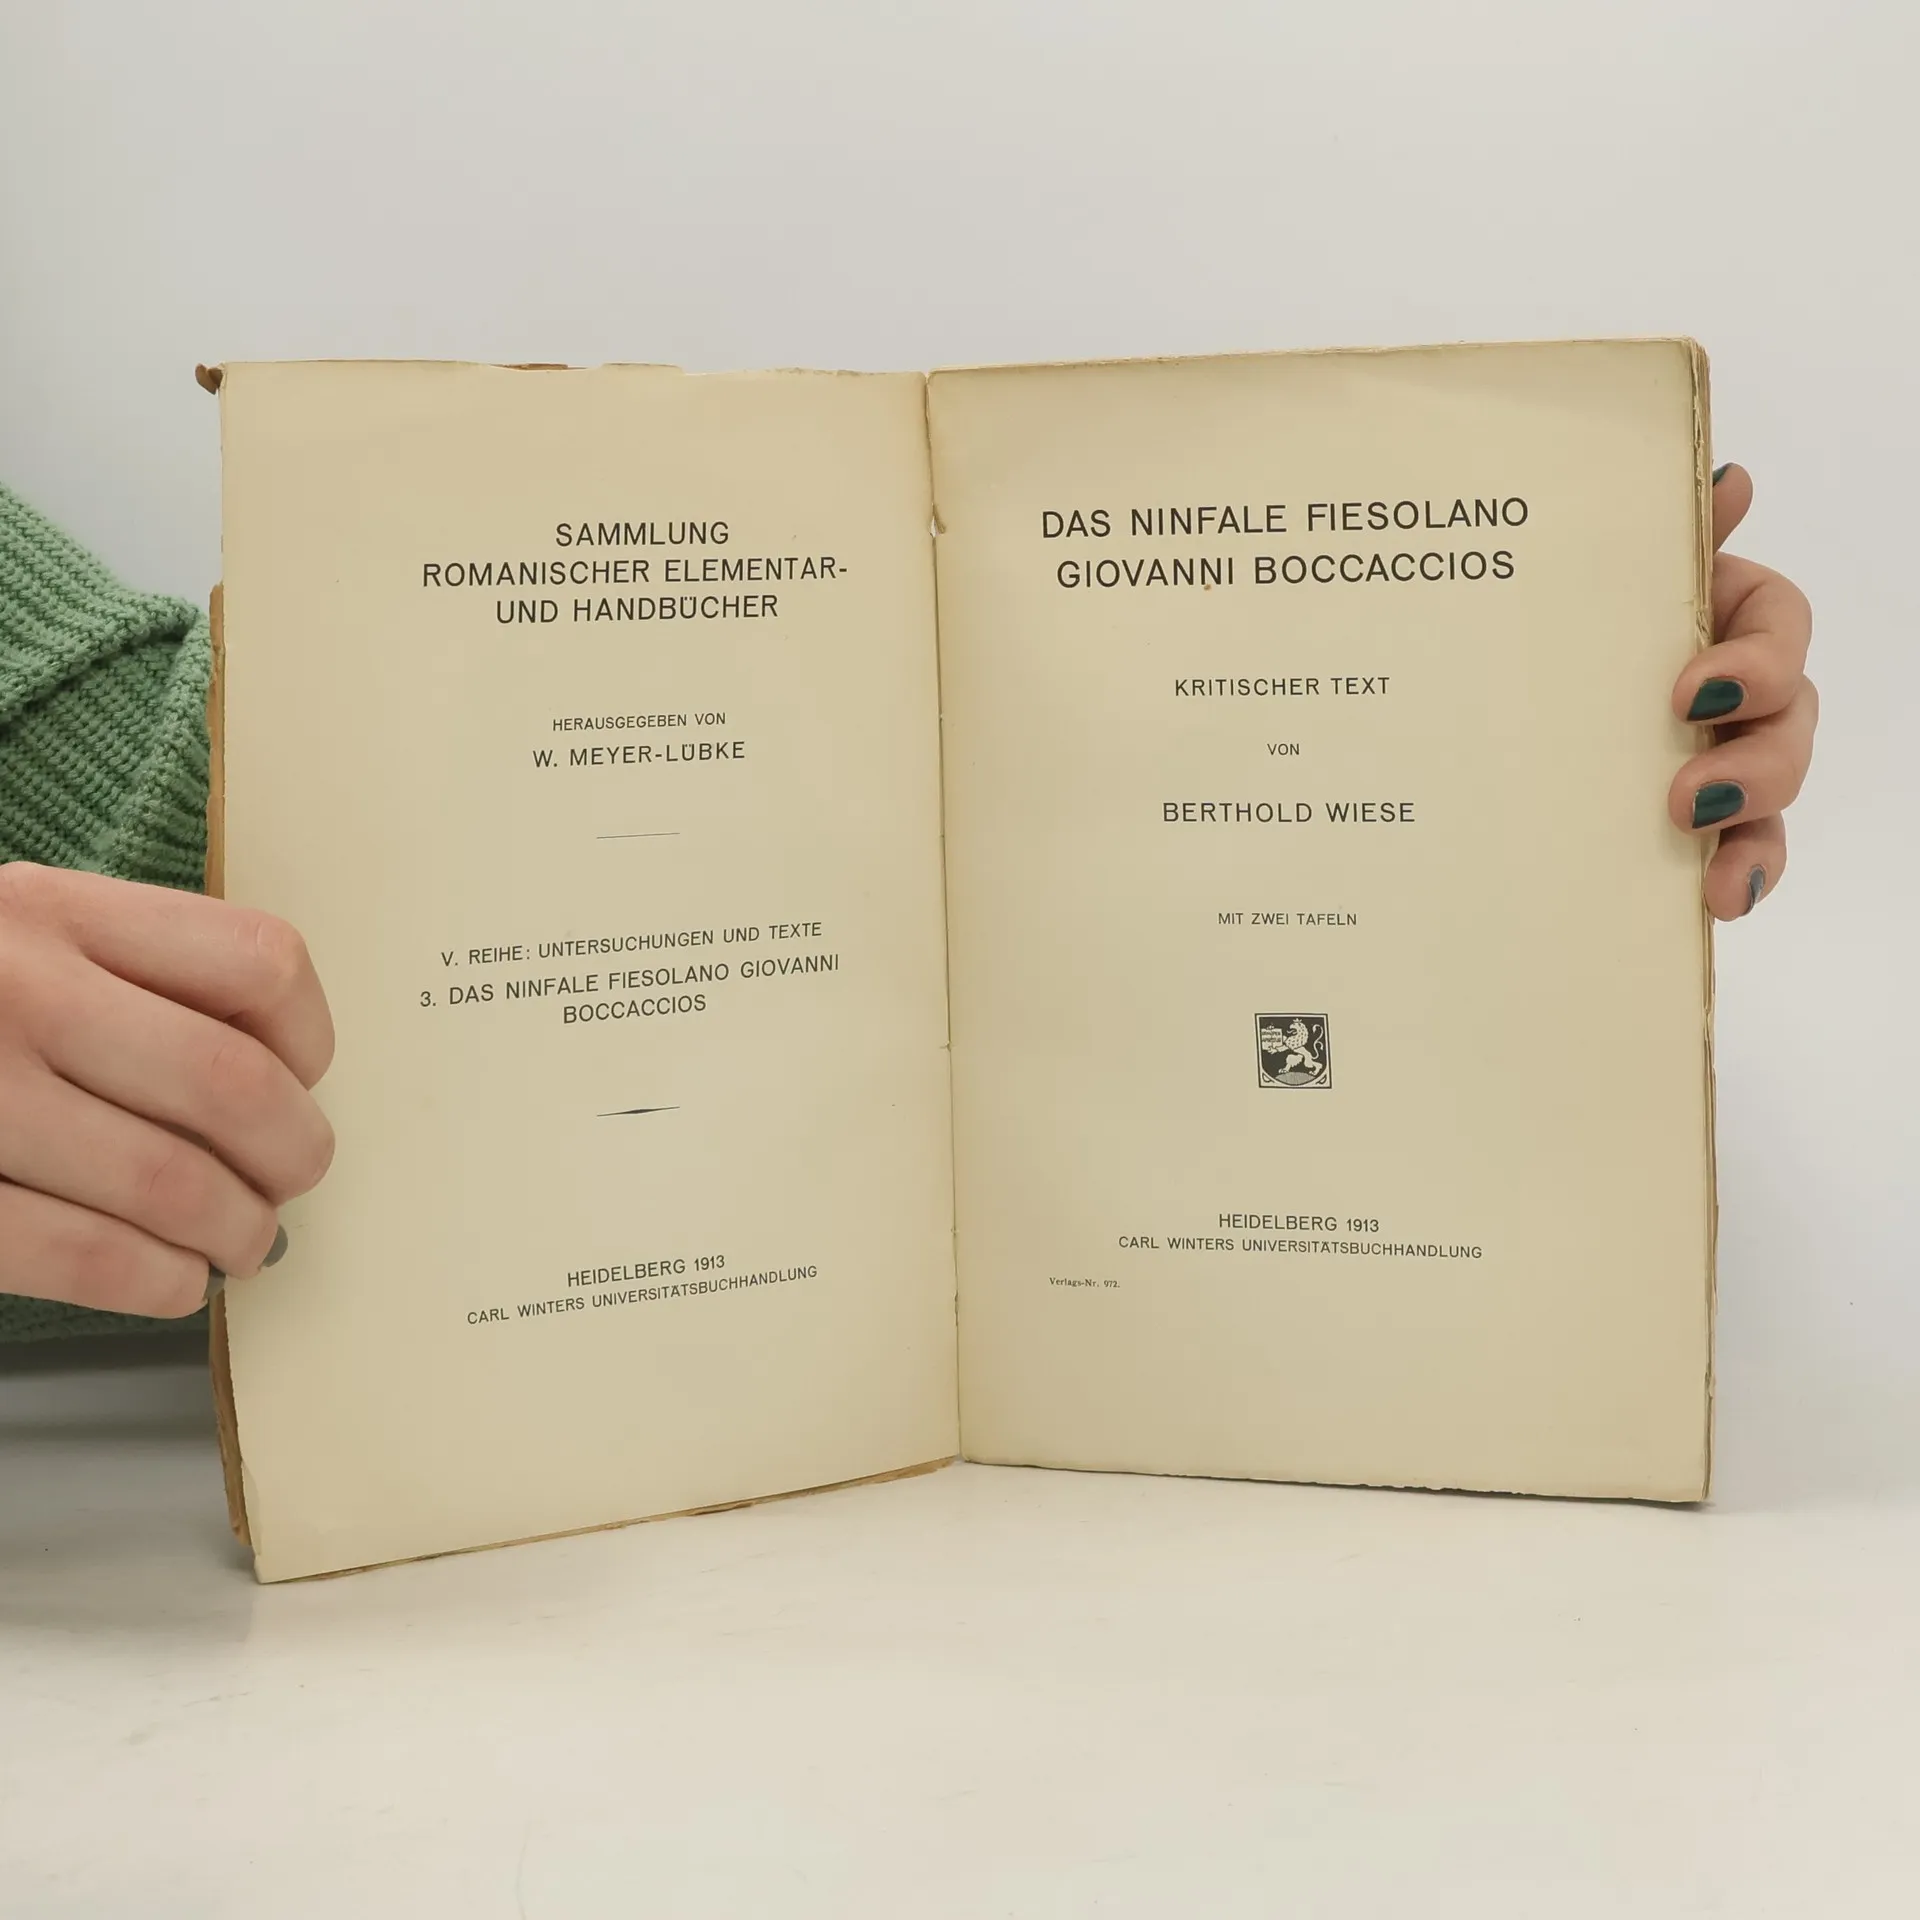 SAMMLUNG
ROMANISCHER ELEMENTAR-
UND HANDBÜCHER
HERAUSGEGEBEN VON
W. MEYER-LÜBKE
V. REIHE: UNTERSUCHUNGEN UND TEXTE
3. DAS NINFALE FIESOLANO GIOVANNI
BOCCACCIOS
HEIDELBERG 1913
CARL WINTERS UNIVERSITÄTSBUCHHANDLUNG
DAS NINFALE FIESOLANO
GIOVANNI BOCCACCIOS
KRITISCHER TEXT
VON
BERTHOLD WIESE
MIT ZWEI TAFELN
HEIDELBERG 1913
CARL WINTERS UNIVERSITÄTSBUCHHANDLUNG
Verlags-Nr. 972.